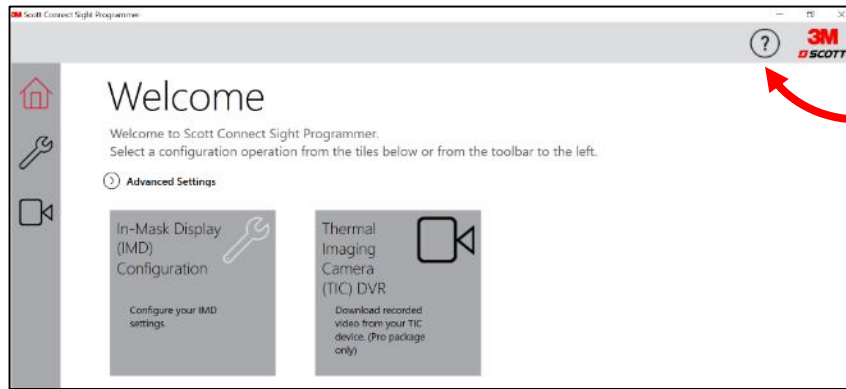 3M Scott Connect Sight Programmer
?
3M
SCOTT
Welcome
Welcome to Scott Connect Sight Programmer.
Select a configuration operation from the tiles below or from the toolbar to the left.
Advanced Settings
In-Mask Display
(IMD)
Configuration
Configure your IMD
settings.
Thermal
Imaging
Camera
(TIC) DVR
Download recorded
video from your TIC
device. (Pro package
only)